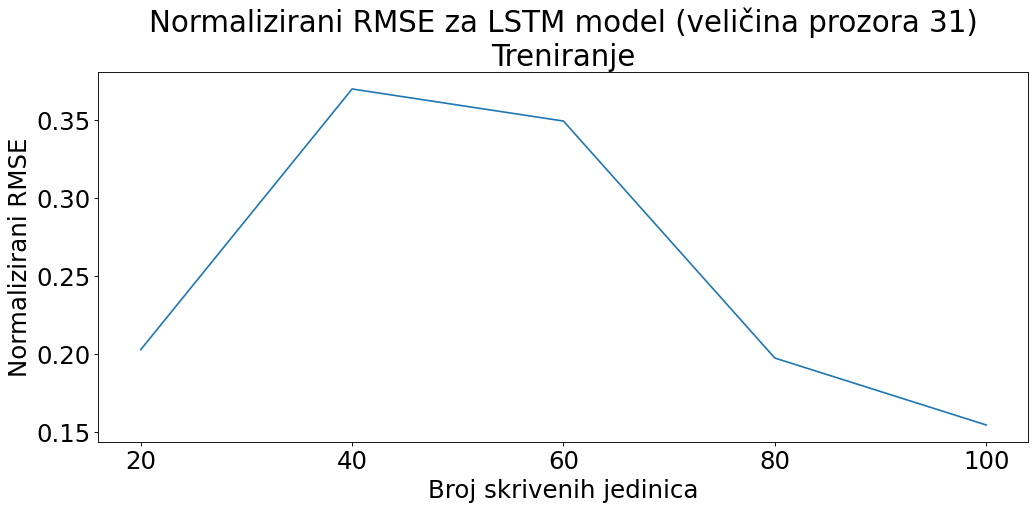 Normalizirani RMSE za LSTM model (veličina prozora 31)
Treniranje
Normalizirani RMSE
0.35
0.30
0.25
0.20
0.15
20 40 60 80 100
Broj skrivenih jedinica